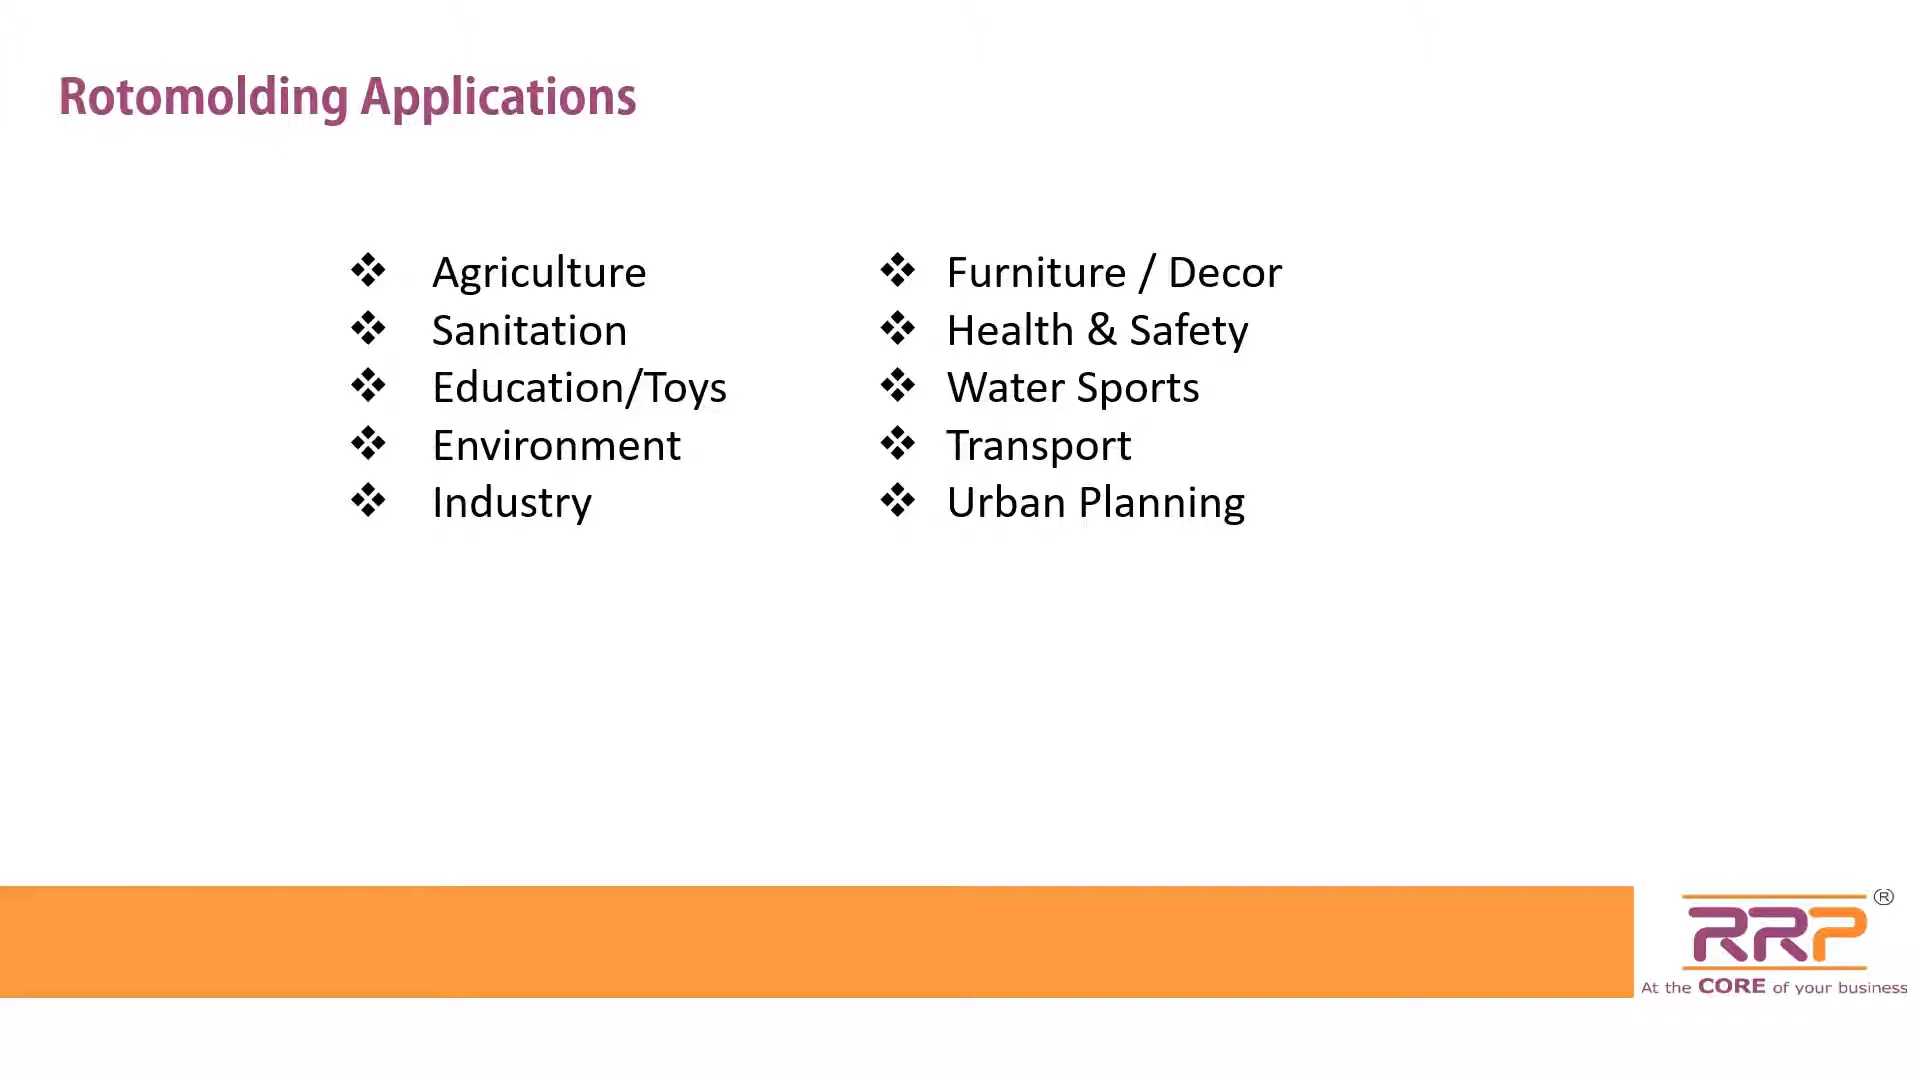 Rotomolding Applications
❖ Agriculture
❖ Sanitation
❖ Education/Toys
❖ Environment
❖ Industry
❖ Furniture / Decor
❖ Health & Safety
❖ Water Sports
❖ Transport
❖ Urban Planning
RRP®
At the CORE of your business